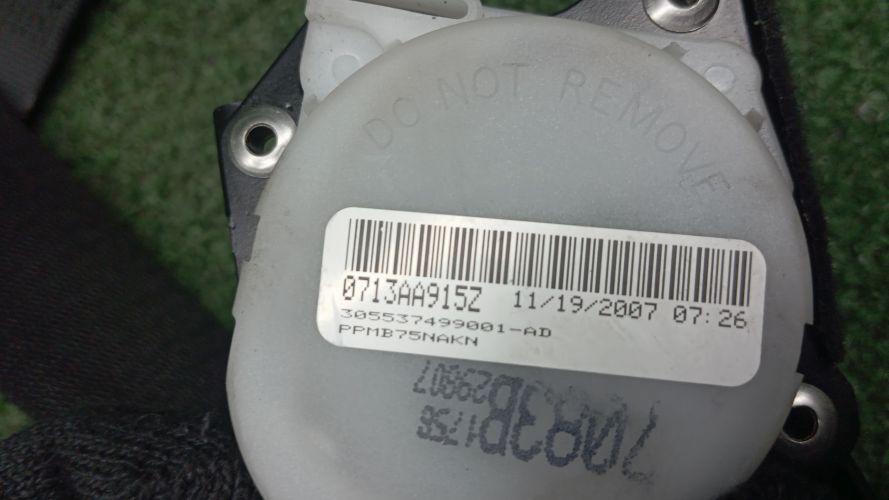 DO NOT REMOVE
0713AA915Z 11/19/2007 07:26
305537499001-AD
PPMB75NAKN